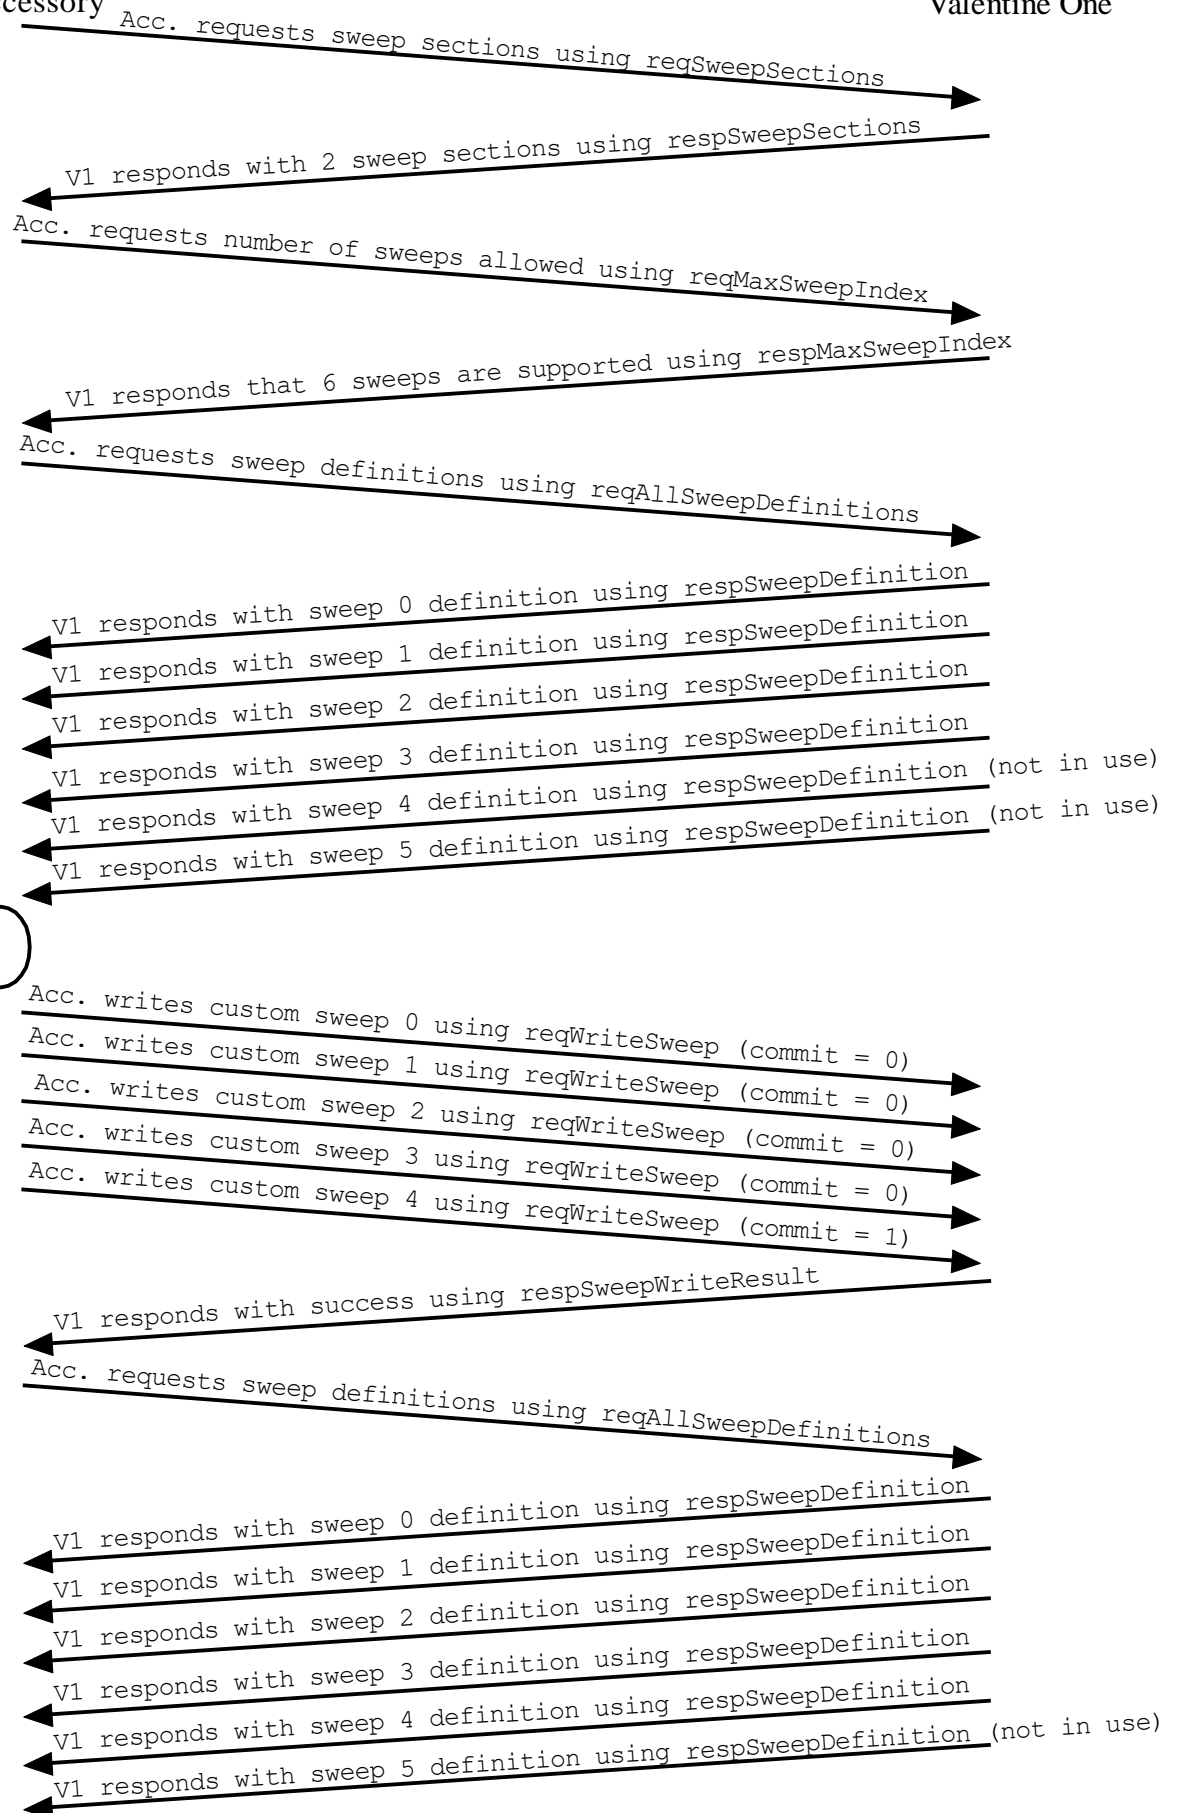 ccessory
Valentine One
Acc. requests sweep sections using reqSweepSections
V1 responds with 2 sweep sections using respSweepSections
Acc. requests number of sweeps allowed using reqMaxSweepIndex
V1 responds that 6 sweeps are supported using respMaxSweepIndex
Acc. requests sweep definitions using reqAllSweepDefinitions
V1 responds with sweep 0 definition using respSweepDefinition
V1 responds with sweep 1 definition using respSweepDefinition
V1 responds with sweep 2 definition using respSweepDefinition
V1 responds with sweep 3 definition using respSweepDefinition
V1 responds with sweep 4 definition using respSweepDefinition (not in use)
V1 responds with sweep 5 definition using respSweepDefinition (not in use)
Acc. writes custom sweep 0 using reqWriteSweep (commit = 0)
Acc. writes custom sweep 1 using reqWriteSweep (commit = 0)
Acc. writes custom sweep 2 using reqWriteSweep (commit = 0)
Acc. writes custom sweep 3 using reqWriteSweep (commit = 0)
Acc. writes custom sweep 4 using reqWriteSweep (commit = 1)
V1 responds with success using respSweepWriteResult
Acc. requests sweep definitions using reqAllSweepDefinitions
V1 responds with sweep 0 definition using respSweepDefinition
V1 responds with sweep 1 definition using respSweepDefinition
V1 responds with sweep 2 definition using respSweepDefinition
V1 responds with sweep 3 definition using respSweepDefinition
V1 responds with sweep 4 definition using respSweepDefinition
V1 responds with sweep 5 definition using respSweepDefinition (not in use)